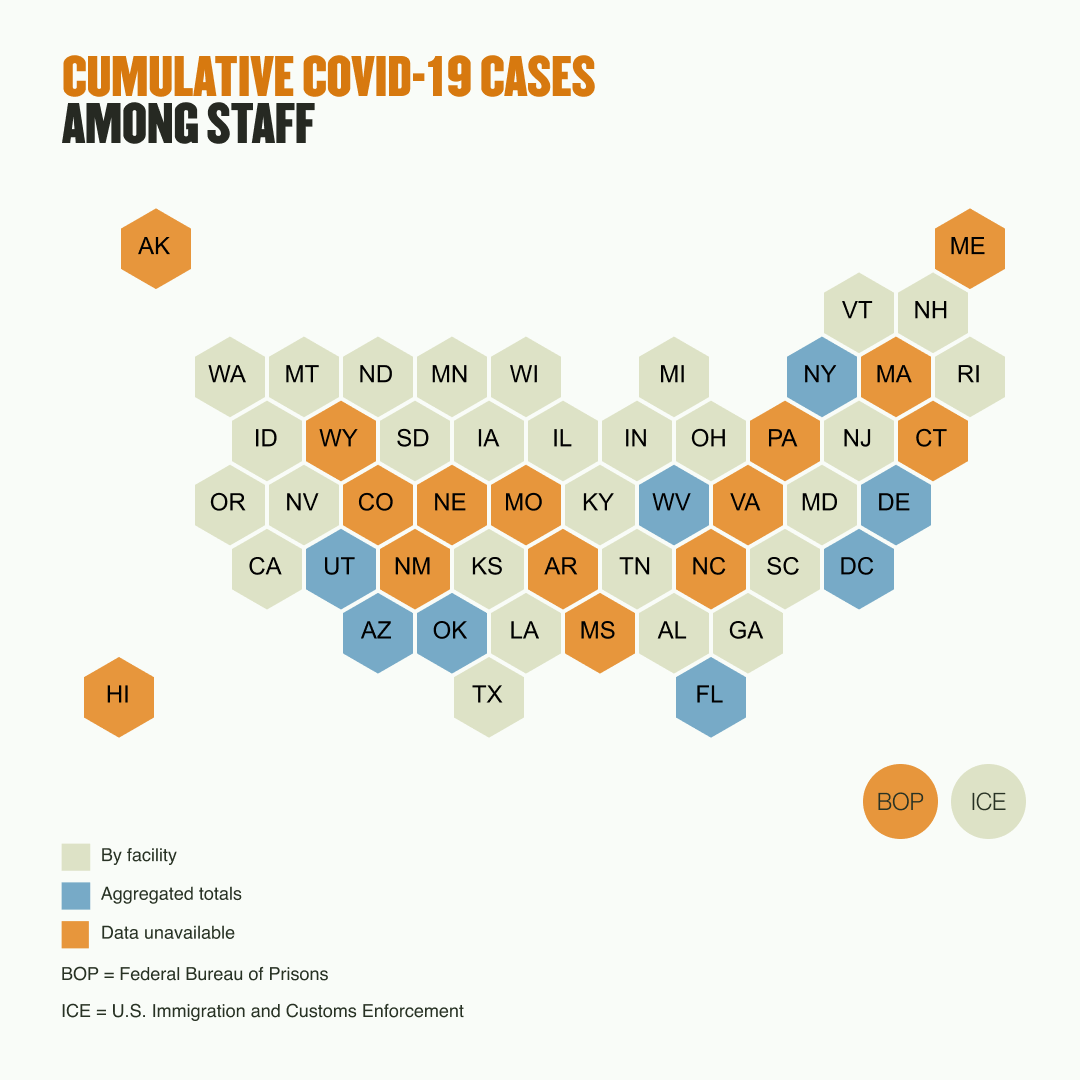 CUMULATIVE COVID-19 CASES
AMONG STAFF
AK ME
VT NH
WA MT ND MN WI MI NY MA RI
ID WY SD IA IL IN OH PA NJ CT
OR NV CO NE MO KY WV VA MD DE
CA UT NM KS AR TN NC SC DC
AZ OK LA MS AL GA
HI TX FL
BOP ICE
By facility
Aggregated totals
Data unavailable
BOP = Federal Bureau of Prisons
ICE = U.S. Immigration and Customs Enforcement